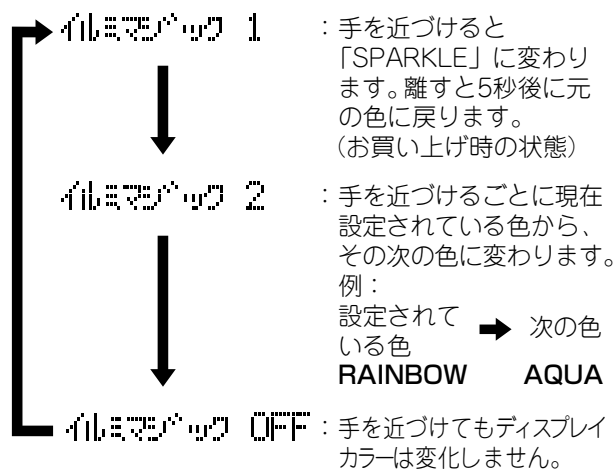 イルミマジック 1
：手を近づけると
「SPARKLE」に変わり
ます。離すと5秒後に元
の色に戻ります。
（お買い上げ時の状態）
イルミマジック 2
：手を近づけるごとに現在
設定されている色から、
その次の色に変わります。
例：
設定されて
いる色
次の色
RAINBOW AQUA
イルミマジック OFF
：手を近づけてもディスプレイ
カラーは変化しません。